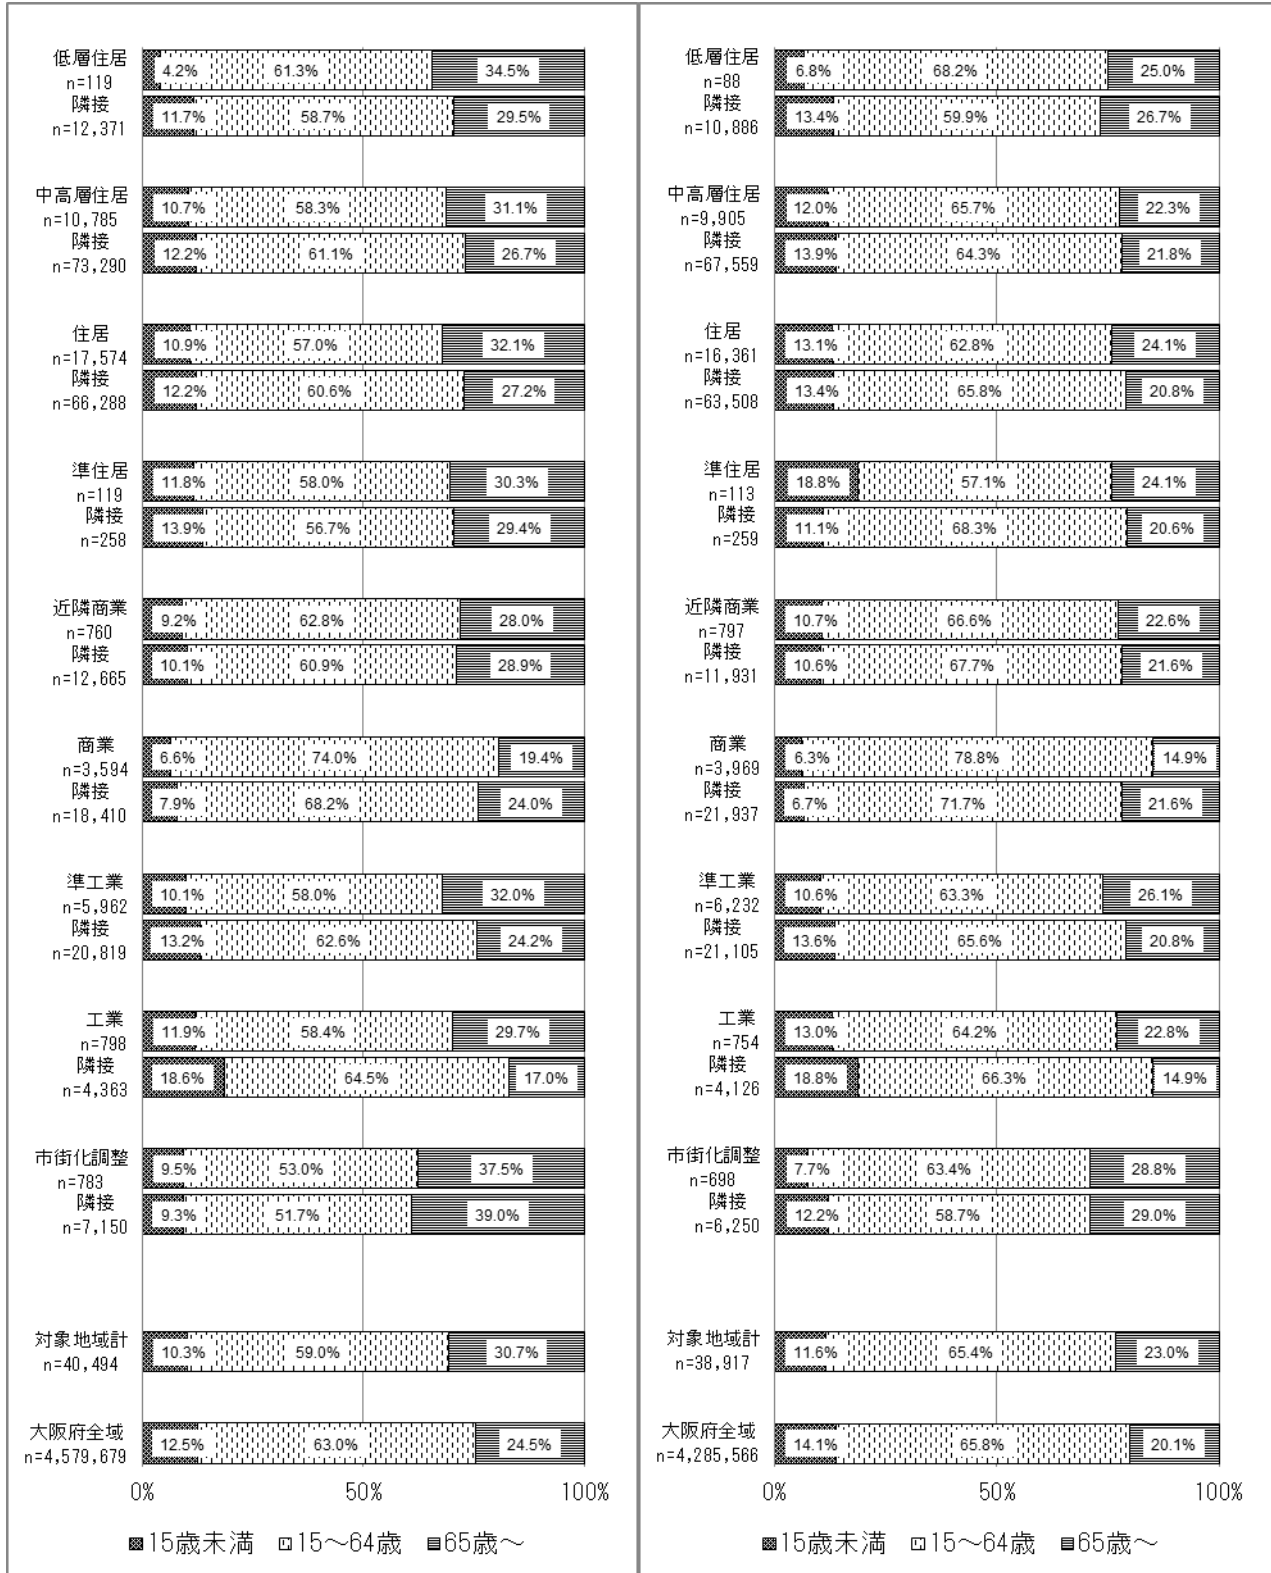 低層住居
n=119
4.2% 61.3% 34.5%
隣接
n=12,371
11.7% 58.7% 29.5%
中高層住居
n=10,785
10.7% 58.3% 31.1%
隣接
n=73,290
12.2% 61.1% 26.7%
住居
n=17,574
10.9% 57.0% 32.1%
隣接
n=66,288
12.2% 60.6% 27.2%
準住居
n=119
11.8% 58.0% 30.3%
隣接
n=258
13.9% 56.7% 29.4%
近隣商業
n=760
9.2% 62.8% 28.0%
隣接
n=12,665
10.1% 60.9% 28.9%
商業
n=3,594
6.6% 74.0% 19.4%
隣接
n=18,410
7.9% 68.2% 24.0%
準工業
n=5,962
10.1% 58.0% 32.0%
隣接
n=20,819
13.2% 62.6% 24.2%
工業
n=798
11.9% 58.4% 29.7%
隣接
n=4,363
18.6% 64.5% 17.0%
市街化調整
n=783
9.5% 53.0% 37.5%
隣接
n=7,150
9.3% 51.7% 39.0%
対象地域計
n=40,494
10.3% 59.0% 30.7%
大阪府全域
n=4,579,679
12.5% 63.0% 24.5%
0% 50% 100%
15歳未満 15～64歳 65歳～
低層住居
n=88
6.8% 68.2% 25.0%
隣接
n=10,886
13.4% 59.9% 26.7%
中高層住居
n=9,905
12.0% 65.7% 22.3%
隣接
n=67,559
13.9% 64.3% 21.8%
住居
n=16,361
13.1% 62.8% 24.1%
隣接
n=63,508
13.4% 65.8% 20.8%
準住居
n=113
18.8% 57.1% 24.1%
隣接
n=259
11.1% 68.3% 20.6%
近隣商業
n=797
10.7% 66.6% 22.6%
隣接
n=11,931
10.6% 67.7% 21.6%
商業
n=3,969
6.3% 78.8% 14.9%
隣接
n=21,937
6.7% 71.7% 21.6%
準工業
n=6,232
10.6% 63.3% 26.1%
隣接
n=21,105
13.6% 65.6% 20.8%
工業
n=754
13.0% 64.2% 22.8%
隣接
n=4,126
18.8% 66.3% 14.9%
市街化調整
n=698
7.7% 63.4% 28.8%
隣接
n=6,250
12.2% 58.7% 29.0%
対象地域計
n=38,917
11.6% 65.4% 23.0%
大阪府全域
n=4,285,566
14.1% 65.8% 20.1%
0% 50% 100%
15歳未満 15～64歳 65歳～